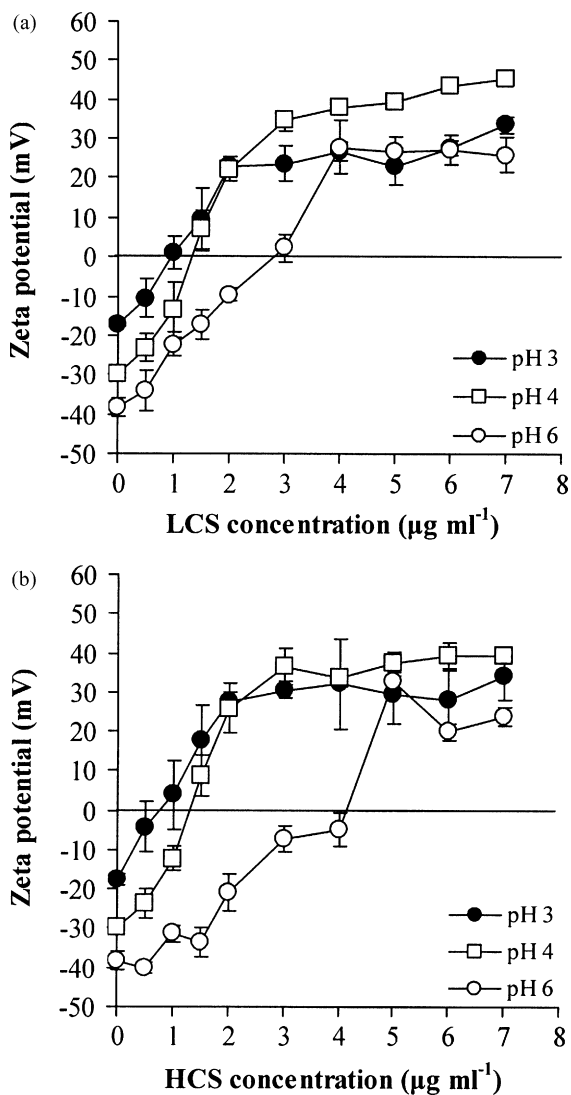 (a)
Zeta potential (mV)
60
50
40
30
20
10
0
-10
-20
-30
-40
-50
pH 3
pH 4
pH 6
0 1 2 3 4 5 6 7
LCS concentration (µg ml⁻¹)
(b)
Zeta potential (mV)
60
50
40
30
20
10
0
-10
-20
-30
-40
-50
pH 3
pH 4
pH 6
0 1 2 3 4 5 6 7
HCS concentration (µg ml⁻¹)